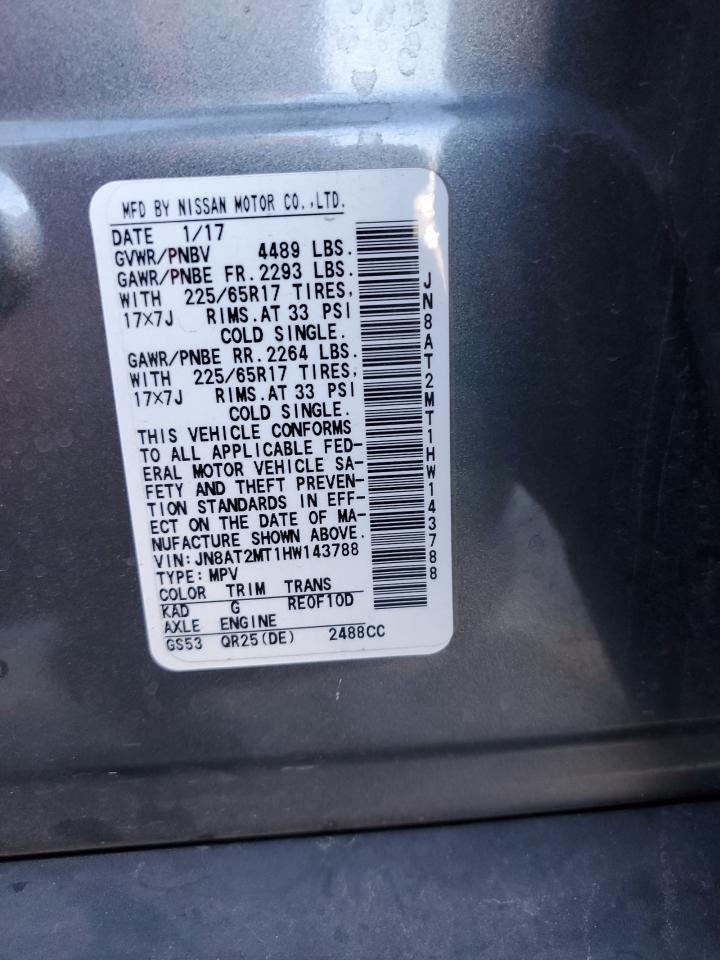 MFD BY NISSAN MOTOR CO.,LTD.
DATE 1/17
GVWR/PNBV 4489 LBS.
GAWR/PNBE FR. 2293 LBS.
WITH 225/65R17 TIRES,
17X7J RIMS. AT 33 PSI
COLD SINGLE.
GAWR/PNBE RR. 2264 LBS.
WITH 225/65R17 TIRES,
17X7J RIMS. AT 33 PSI
COLD SINGLE.
THIS VEHICLE CONFORMS
TO ALL APPLICABLE FED-
ERAL MOTOR VEHICLE SA-
FETY AND THEFT PREVEN-
TION STANDARDS IN EFF-
ECT ON THE DATE OF MA-
NUFACTURE SHOWN ABOVE.
VIN: JN8AT2MT1HW143788
TYPE: MPV
COLOR TRIM TRANS
KAD G RE0F10D
AXLE ENGINE
GS53 QR25(DE) 2488CC
JN8AT2MT1HW143788